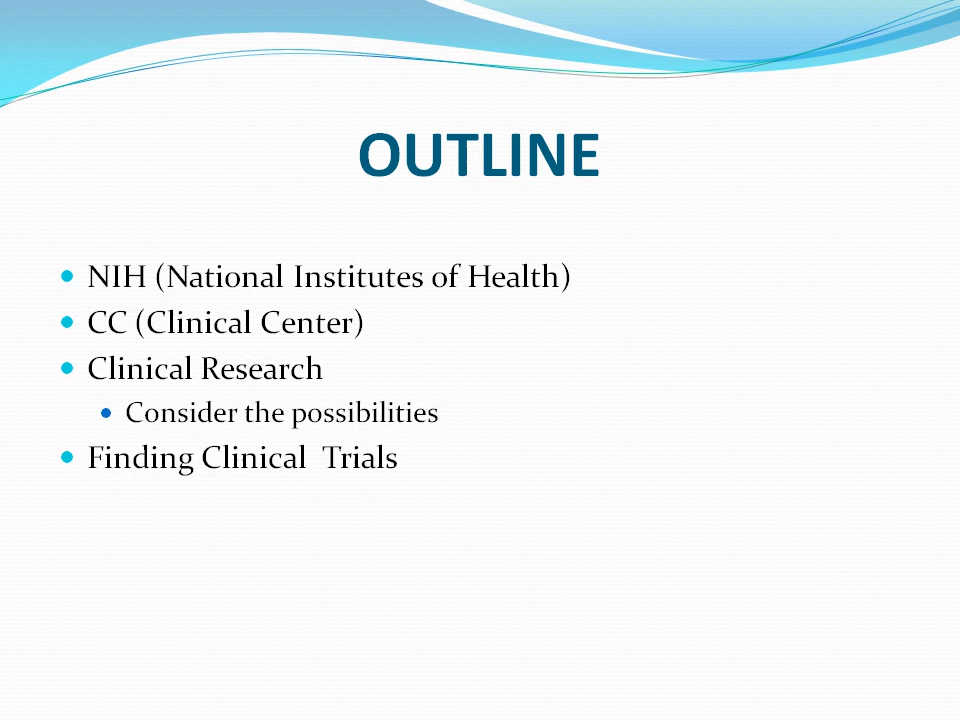 OUTLINE
NIH (National Institutes of Health)
CC (Clinical Center)
Clinical Research
Consider the possibilities
Finding Clinical  Trials